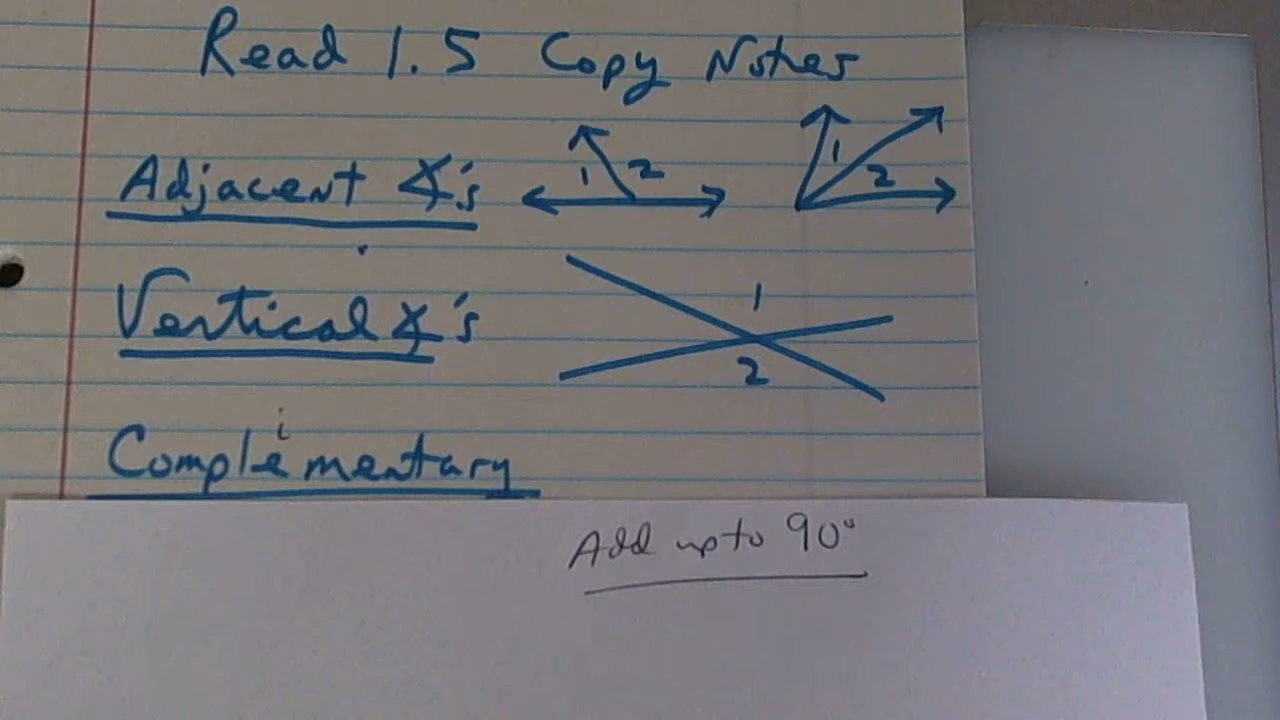 Read 1.5 Copy Notes
Adjacent ∡'s 1 2 1 2
Vertical ∡'s 1 2
i
Complementary
Add up to 90°